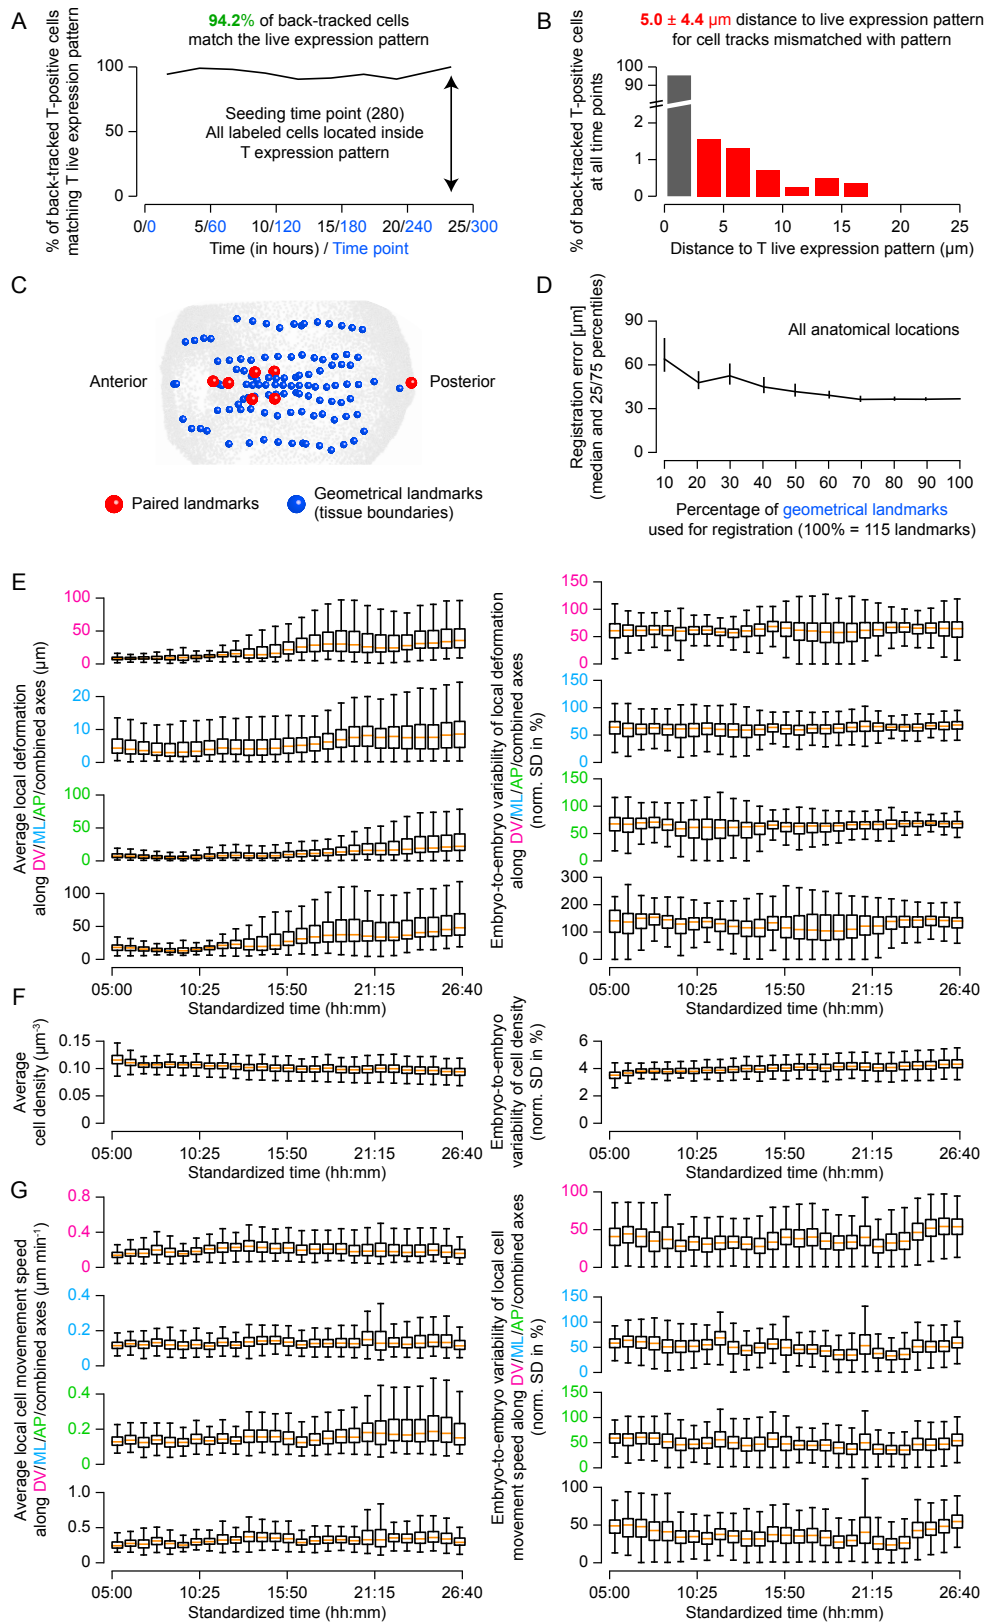 A
94.2% of back-tracked cells
match the live expression pattern
% of back-tracked T-positive cells
matching T live expression pattern
100
50
0
Seeding time point (280)
All labeled cells located inside
T expression pattern
0/0 5/60 10/120 15/180 20/240 25/300
Time (in hours) / Time point
B
5.0 ± 4.4 µm distance to live expression pattern
for cell tracks mismatched with pattern
% of back-tracked T-positive cells
at all time points
100
90
2
1
0
0 5 10 15 20 25
Distance to T live expression pattern (µm)
C
Anterior
Posterior
Paired landmarks
Geometrical landmarks
(tissue boundaries)
D
Registration error [µm]
(median and 25/75 percentiles)
90
60
30
0
All anatomical locations
10 20 30 40 50 60 70 80 90 100
Percentage of geometrical landmarks
used for registration (100% = 115 landmarks)
E
Average local deformation
along DV/ML/AP/combined axes (µm)
100
50
0
20
10
0
100
50
0
100
50
0
05:00 10:25 15:50 21:15 26:40
Standardized time (hh:mm)
Embryo-to-embryo variability of local deformation
along DV/ML/AP/combined axes
(norm. SD in %)
150
100
50
0
150
100
50
0
150
100
50
0
300
200
100
0
05:00 10:25 15:50 21:15 26:40
Standardized time (hh:mm)
F
Average
cell density (µm-3)
0.15
0.10
0.05
0
05:00 10:25 15:50 21:15 26:40
Standardized time (hh:mm)
Embryo-to-embryo
variability of cell density
(norm. SD in %)
6
4
2
0
05:00 10:25 15:50 21:15 26:40
Standardized time (hh:mm)
G
Average local cell movemement speed
along DV/ML/AP/combined axes (µm min-1)
0.8
0.4
0
0.4
0.2
0
0.4
0.2
0
1.0
0.5
0
05:00 10:25 15:50 21:15 26:40
Standardized time (hh:mm)
Embryo-to-embryo variability of local cell
movement speed along DV/ML/AP/combined axes
(norm. SD in %)
100
50
0
150
100
50
0
150
100
50
0
100
50
0
05:00 10:25 15:50 21:15 26:40
Standardized time (hh:mm)